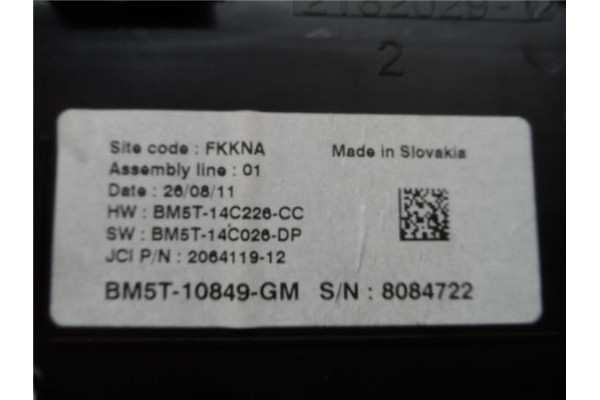 2
Site code : FKKNA
Made in Slovakia
Assembly line : 01
Date : 26/08/11
HW : BM5T-14C226-CC
SW : BM5T-14C026-DP
JCI P/N : 2064119-12
BM5T-10849-GM S/N : 8084722